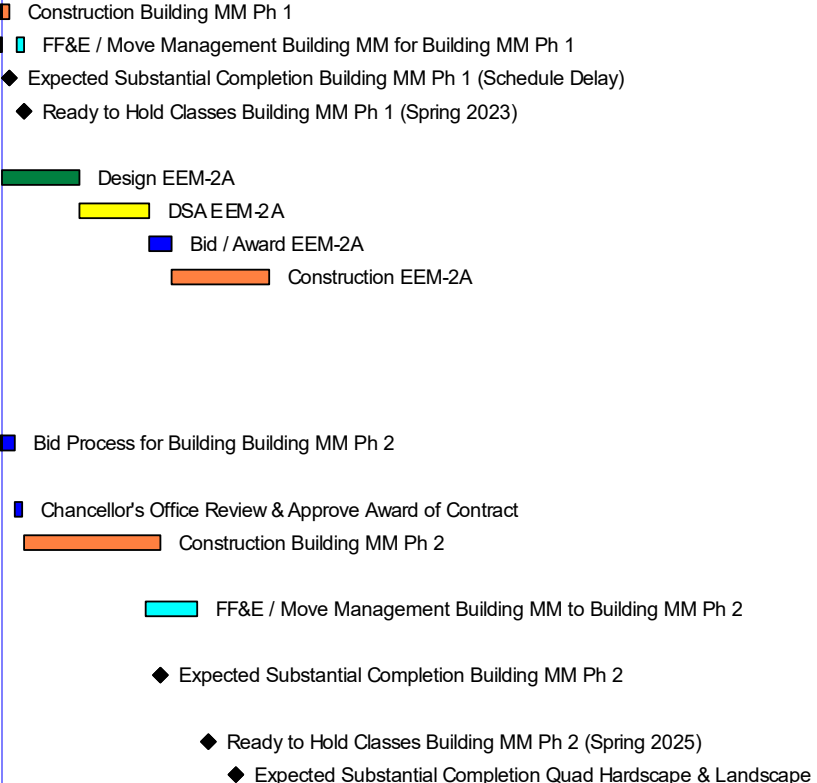 Construction Building MM Ph 1
FF&E / Move Management Building MM for Building MM Ph 1
Expected Substantial Completion Building MM Ph 1 (Schedule Delay)
Ready to Hold Classes Building MM Ph 1 (Spring 2023)
Design EEM-2A
DSA EEM-2A
Bid / Award EEM-2A
Construction EEM-2A
Bid Process for Building Building MM Ph 2
Chancellor's Office Review & Approve Award of Contract
Construction Building MM Ph 2
FF&E / Move Management Building MM to Building MM Ph 2
Expected Substantial Completion Building MM Ph 2
Ready to Hold Classes Building MM Ph 2 (Spring 2025)
Expected Substantial Completion Quad Hardscape & Landscape